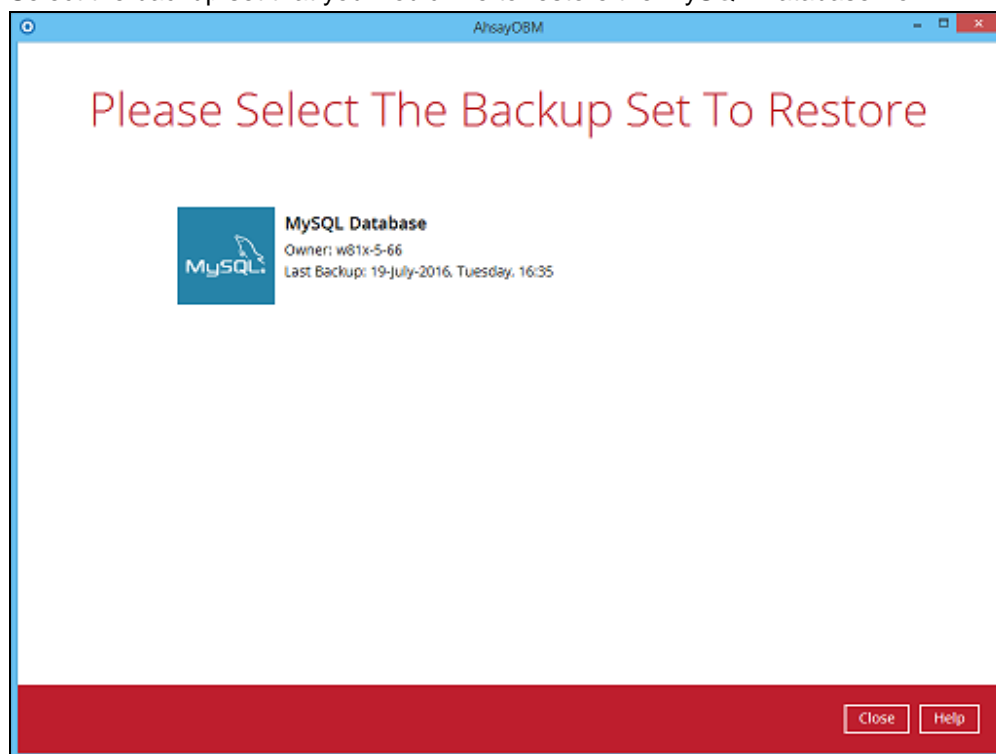 AhsayOBM
Please Select The Backup Set To Restore
MySQL.
MySQL Database
Owner: w81x-5-66
Last Backup: 19-July-2016, Tuesday, 16:35
Close Help